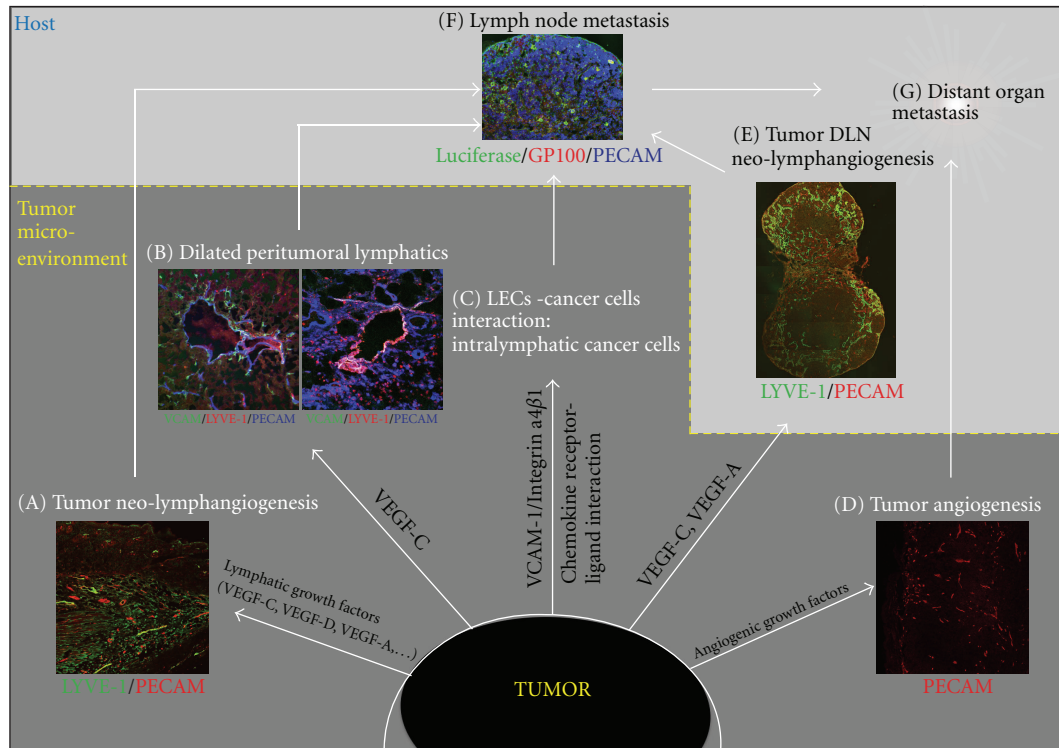 Host
(F) Lymph node metastasis
Luciferase/GP100/PECAM
(G) Distant organ
metastasis
(E) Tumor DLN
neo-lymphangiogenesis
LYVE-1/PECAM
Tumor
micro-
environment
(B) Dilated peritumoral lymphatics
VCAM/LYVE-1/PECAM
VCAM/LYVE-1/PECAM
(C) LECs -cancer cells
interaction:
intralymphatic cancer cells
(A) Tumor neo-lymphangiogenesis
LYVE-1/PECAM
Lymphatic growth factors
(VEGF-C, VEGF-D, VEGF-A,...)
VEGF-C
VCAM-1/Integrin a4β1
Chemokine receptor-
ligand interaction
VEGF-C, VEGF-A
Angiogenic growth factors
(D) Tumor angiogenesis
PECAM
TUMOR